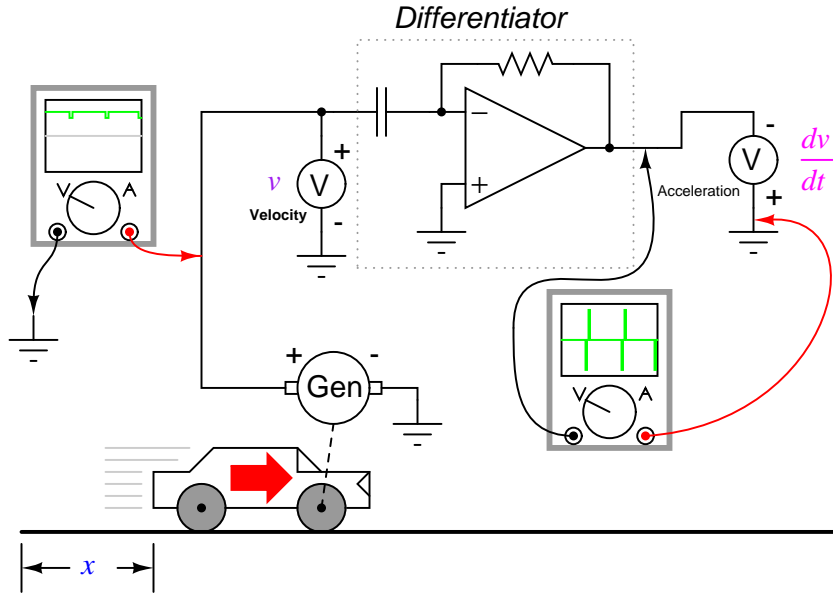 Differentiator
V A
v
Velocity
+
V
-
−
+
Acceleration
-
V
+
dv
dt
+ Gen -
V A
x